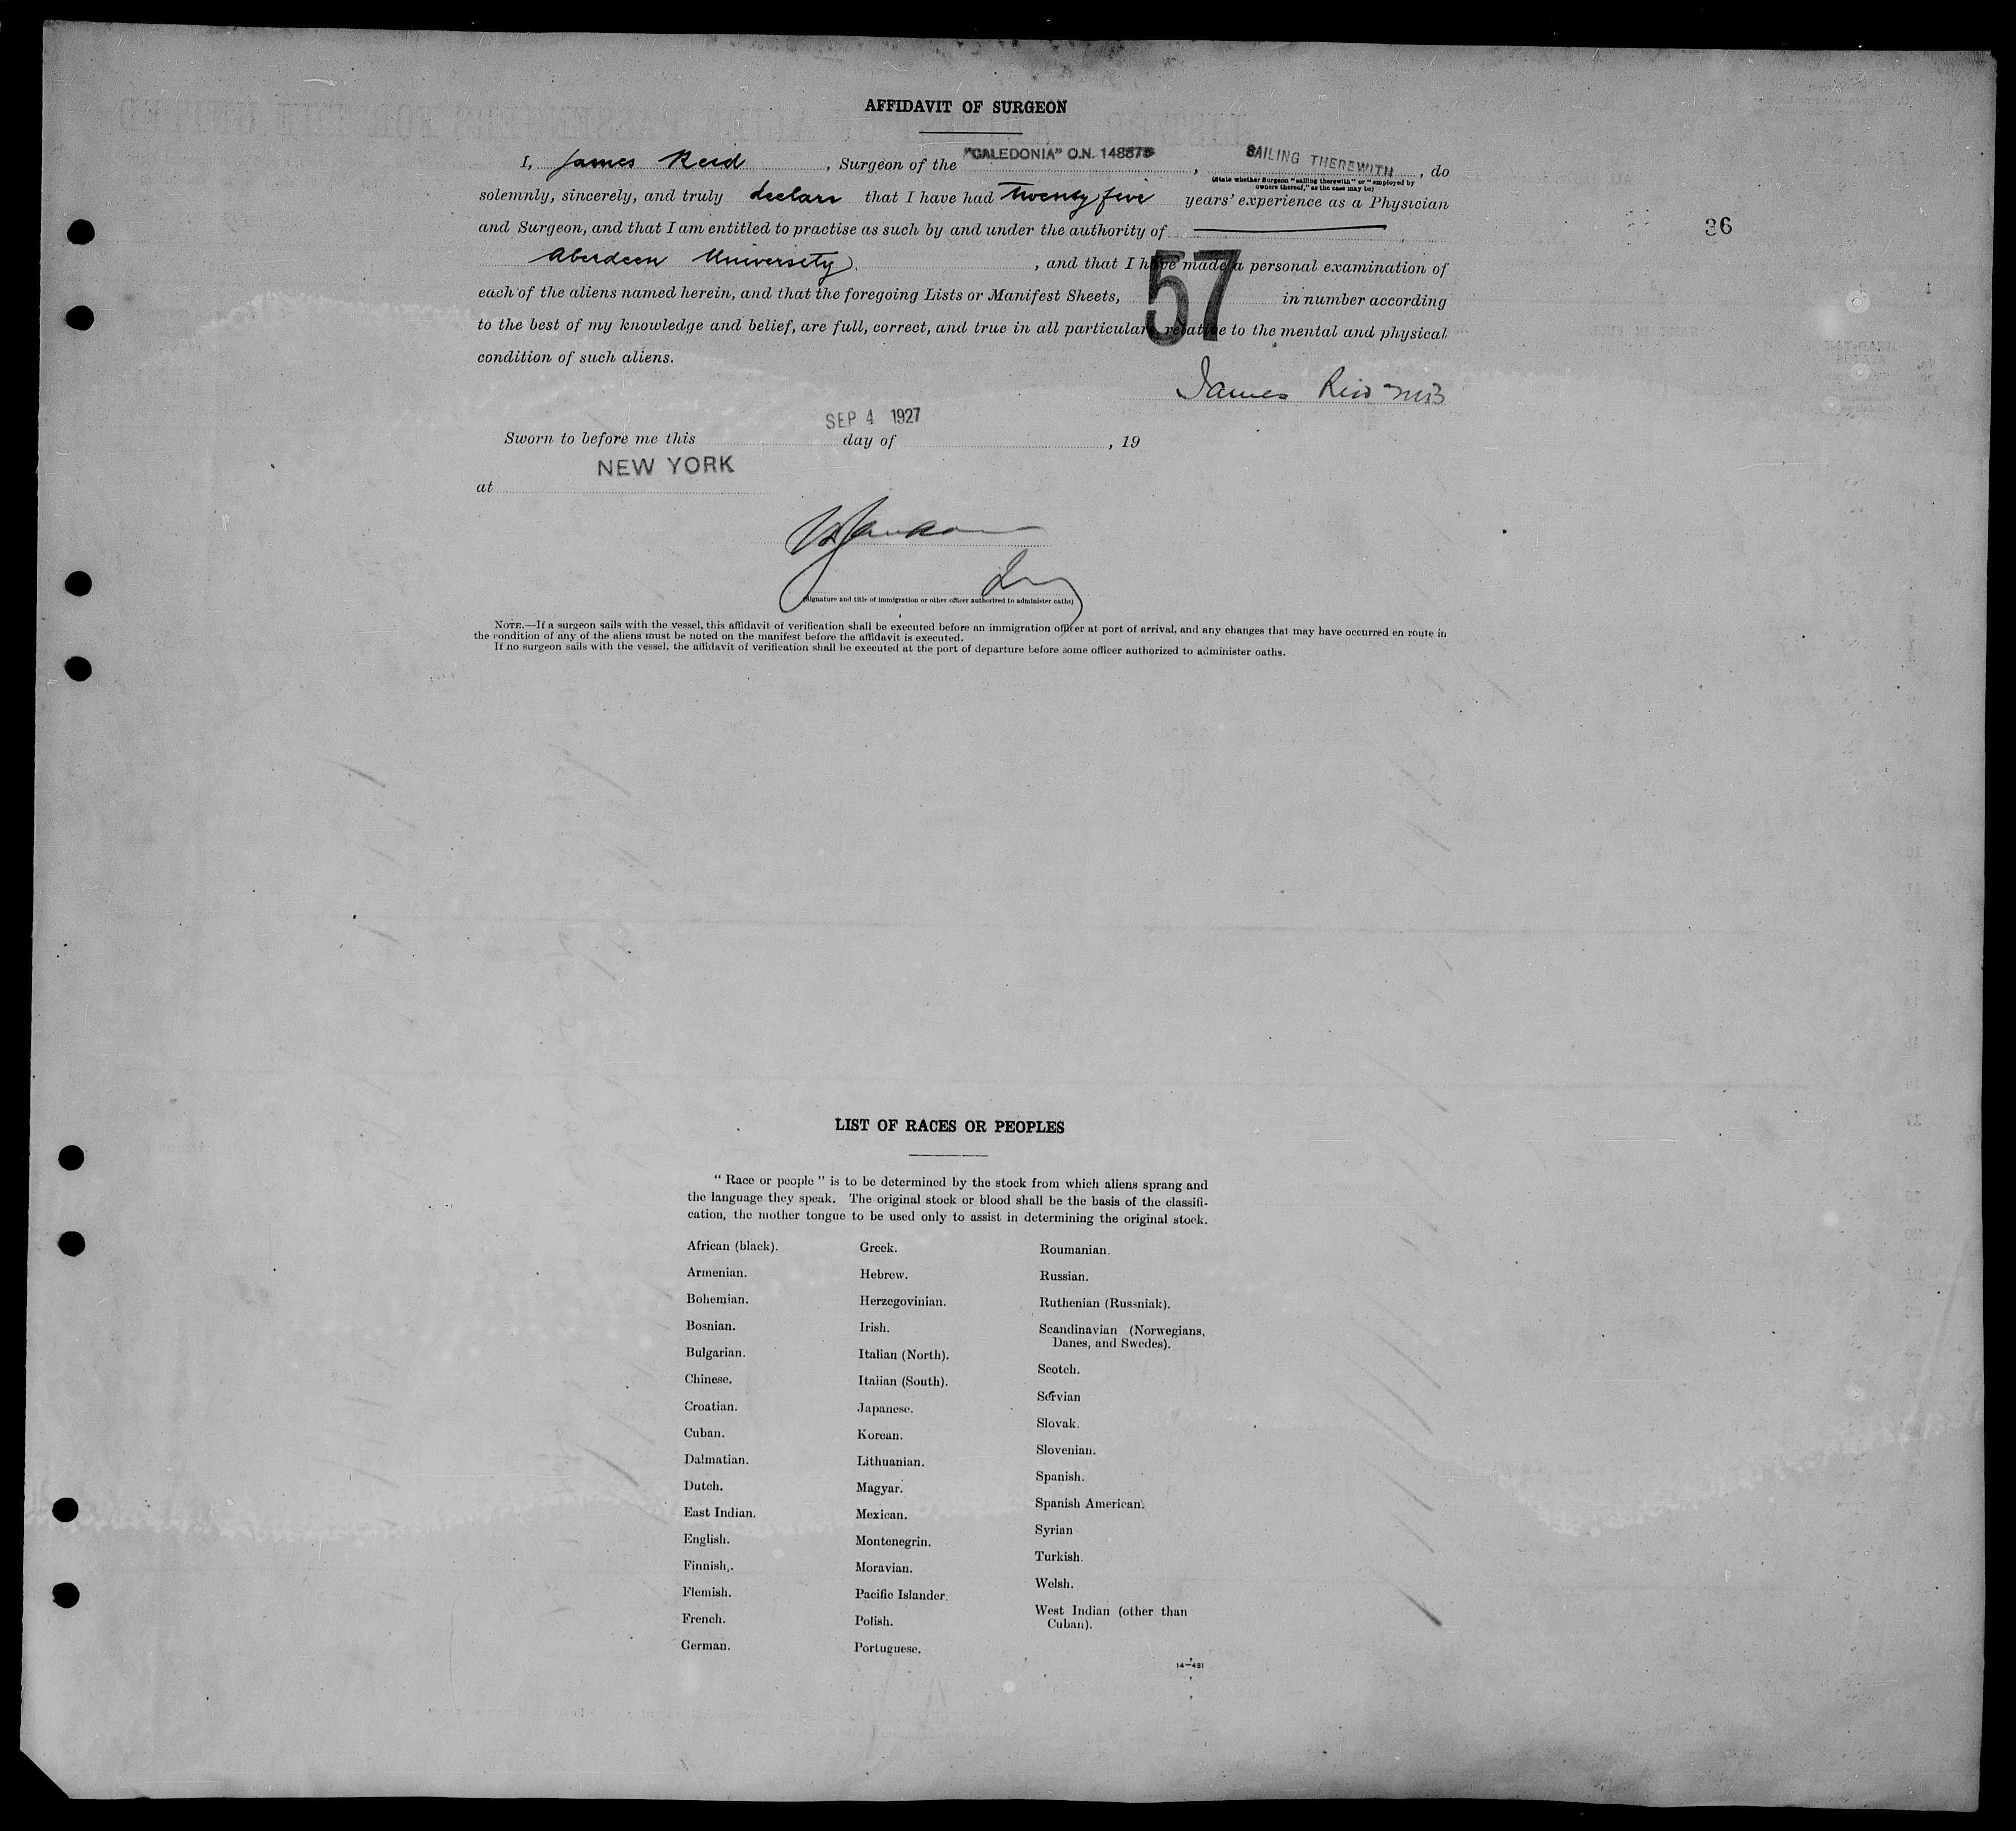 AFFIDAVIT OF SURGEON
I, James Reid, Surgeon of the "CALEDONIA" O.N. 148878, SAILING THEREWITH, do
(State whether Surgeon "sailing therewith" or "employed by
owners thereof," as the case may be)
solemnly, sincerely, and truly declare that I have had twenty five years' experience as a Physician
and Surgeon, and that I am entitled to practise as such by and under the authority of
Aberdeen University, and that I have made a personal examination of
each of the aliens named herein, and that the foregoing Lists or Manifest Sheets, 57 in number according
to the best of my knowledge and belief, are full, correct, and true in all particulars relative to the mental and physical
condition of such aliens.
James Reid MB
SEP 4 1927
Sworn to before me this day of , 19
NEW YORK
at
(Signature and title of immigration or other officer authorized to administer oaths)
NOTE.—If a surgeon sails with the vessel, this affidavit of verification shall be executed before an immigration officer at port of arrival, and any changes that may have occurred en route in
the condition of any of the aliens must be noted on the manifest before the affidavit is executed.
If no surgeon sails with the vessel, the affidavit of verification shall be executed at the port of departure before some officer authorized to administer oaths.
36
LIST OF RACES OR PEOPLES
"Race or people" is to be determined by the stock from which aliens sprang and
the language they speak. The original stock or blood shall be the basis of the classifi-
cation, the mother tongue to be used only to assist in determining the original stock.
African (black).
Armenian.
Bohemian.
Bosnian.
Bulgarian.
Chinese.
Croatian.
Cuban.
Dalmatian.
Dutch.
East Indian.
English.
Finnish.
Flemish.
French.
German.
Greek.
Hebrew.
Herzegovinian.
Irish.
Italian (North).
Italian (South).
Japanese.
Korean.
Lithuanian.
Magyar.
Mexican.
Montenegrin.
Moravian.
Pacific Islander.
Polish.
Portuguese.
Roumanian.
Russian.
Ruthenian (Russniak).
Scandinavian (Norwegians,
Danes, and Swedes).
Scotch.
Servian
Slovak.
Slovenian.
Spanish.
Spanish American.
Syrian
Turkish.
Welsh.
West Indian (other than
Cuban).
14—481